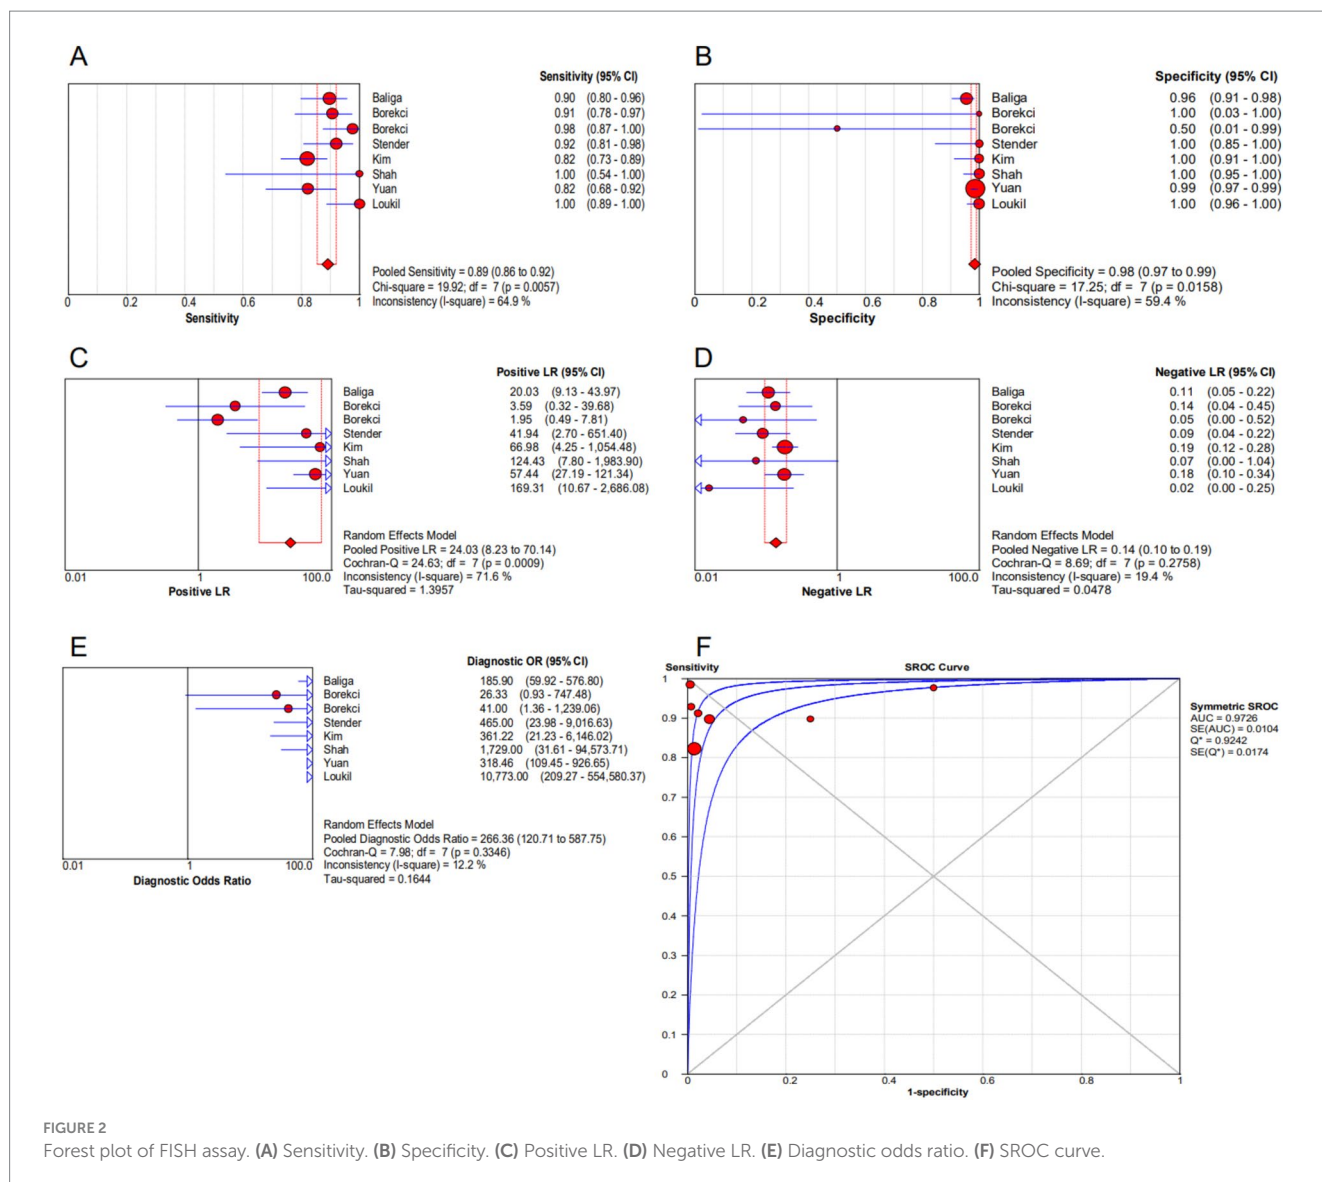 A
Sensitivity (95% CI)
Baliga 0.90 (0.80 - 0.96)
Borekci 0.91 (0.78 - 0.97)
Borekci 0.98 (0.87 - 1.00)
Stender 0.92 (0.81 - 0.98)
Kim 0.82 (0.73 - 0.89)
Shah 1.00 (0.54 - 1.00)
Yuan 0.82 (0.68 - 0.92)
Loukil 1.00 (0.89 - 1.00)
Pooled Sensitivity = 0.89 (0.86 to 0.92)
Chi-square = 19.92; df = 7 (p = 0.0057)
Inconsistency (I-square) = 64.9 %
0 0.2 0.4 0.6 0.8 1
Sensitivity
B
Specificity (95% CI)
Baliga 0.96 (0.91 - 0.98)
Borekci 1.00 (0.03 - 1.00)
Borekci 0.50 (0.01 - 0.99)
Stender 1.00 (0.85 - 1.00)
Kim 1.00 (0.91 - 1.00)
Shah 1.00 (0.95 - 1.00)
Yuan 0.99 (0.97 - 0.99)
Loukil 1.00 (0.96 - 1.00)
Pooled Specificity = 0.98 (0.97 to 0.99)
Chi-square = 17.25; df = 7 (p = 0.0158)
Inconsistency (I-square) = 59.4 %
0 0.2 0.4 0.6 0.8 1
Specificity
C
Positive LR (95% CI)
Baliga 20.03 (9.13 - 43.97)
Borekci 3.59 (0.32 - 39.68)
Borekci 1.95 (0.49 - 7.81)
Stender 41.94 (2.70 - 651.40)
Kim 66.98 (4.25 - 1,054.48)
Shah 124.43 (7.80 - 1,983.90)
Yuan 57.44 (27.19 - 121.34)
Loukil 169.31 (10.67 - 2,686.08)
Random Effects Model
Pooled Positive LR = 24.03 (8.23 to 70.14)
Cochran-Q = 24.63; df = 7 (p = 0.0009)
Inconsistency (I-square) = 71.6 %
Tau-squared = 1.3957
0.01 1 100.0
Positive LR
D
Negative LR (95% CI)
Baliga 0.11 (0.05 - 0.22)
Borekci 0.14 (0.04 - 0.45)
Borekci 0.05 (0.00 - 0.52)
Stender 0.09 (0.04 - 0.22)
Kim 0.19 (0.12 - 0.28)
Shah 0.07 (0.00 - 1.04)
Yuan 0.18 (0.10 - 0.34)
Loukil 0.02 (0.00 - 0.25)
Random Effects Model
Pooled Negative LR = 0.14 (0.10 to 0.19)
Cochran-Q = 8.69; df = 7 (p = 0.2758)
Inconsistency (I-square) = 19.4 %
Tau-squared = 0.0478
0.01 1 100.0
Negative LR
E
Diagnostic OR (95% CI)
Baliga 185.90 (59.92 - 576.80)
Borekci 26.33 (0.93 - 747.48)
Borekci 41.00 (1.36 - 1,239.06)
Stender 465.00 (23.98 - 9,016.63)
Kim 361.22 (21.23 - 6,146.02)
Shah 1,729.00 (31.61 - 94,573.71)
Yuan 318.46 (109.45 - 926.65)
Loukil 10,773.00 (209.27 - 554,580.37)
Random Effects Model
Pooled Diagnostic Odds Ratio = 266.36 (120.71 to 587.75)
Cochran-Q = 7.98; df = 7 (p = 0.3346)
Inconsistency (I-square) = 12.2 %
Tau-squared = 0.1644
0.01 1 100.0
Diagnostic Odds Ratio
F
Sensitivity SROC Curve
1
0.9
0.8
0.7
0.6
0.5
0.4
0.3
0.2
0.1
0
0 0.2 0.4 0.6 0.8 1
1-specificity
Symmetric SROC
AUC = 0.9726
SE(AUC) = 0.0104
Q* = 0.9242
SE(Q*) = 0.0174
FIGURE 2
Forest plot of FISH assay. (A) Sensitivity. (B) Specificity. (C) Positive LR. (D) Negative LR. (E) Diagnostic odds ratio. (F) SROC curve.